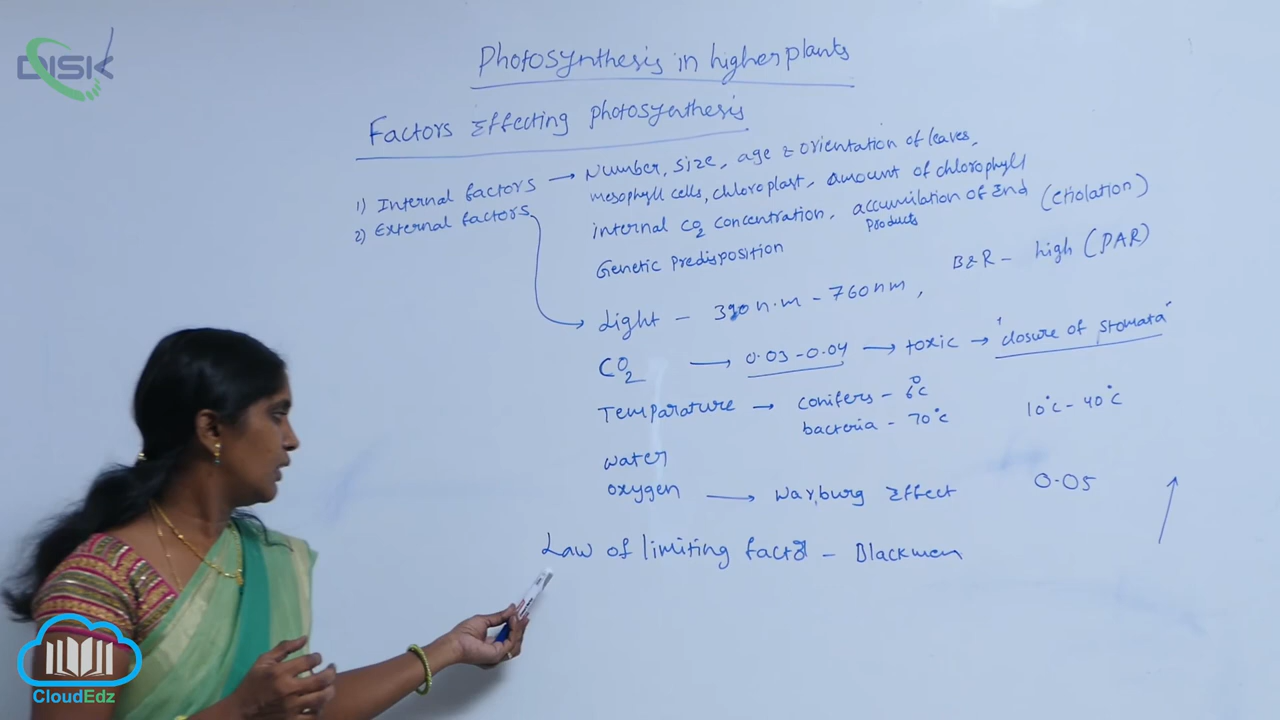 DISK
Photosynthesis in higher plants
Factors Effecting photosynthesis
1) Internal factors → Number, size, age & orientation of leaves,
mesophyll cells, chloroplast, amount of chlorophyll
internal CO2 concentration, accumilation of End Products (Etiolation)
Genetic Predisposition
2) External factors
Light – 390 n.m – 760 nm, B&R – high (PAR)
CO2 → 0.03 – 0.04 → toxic → "closure of stomata"
Temparature → conifers – 6°c 10°c – 40°c
bacteria – 70°c
water
oxygen → Warburg Effect 0.05
Law of limiting factor – Blackmen
CloudEdz